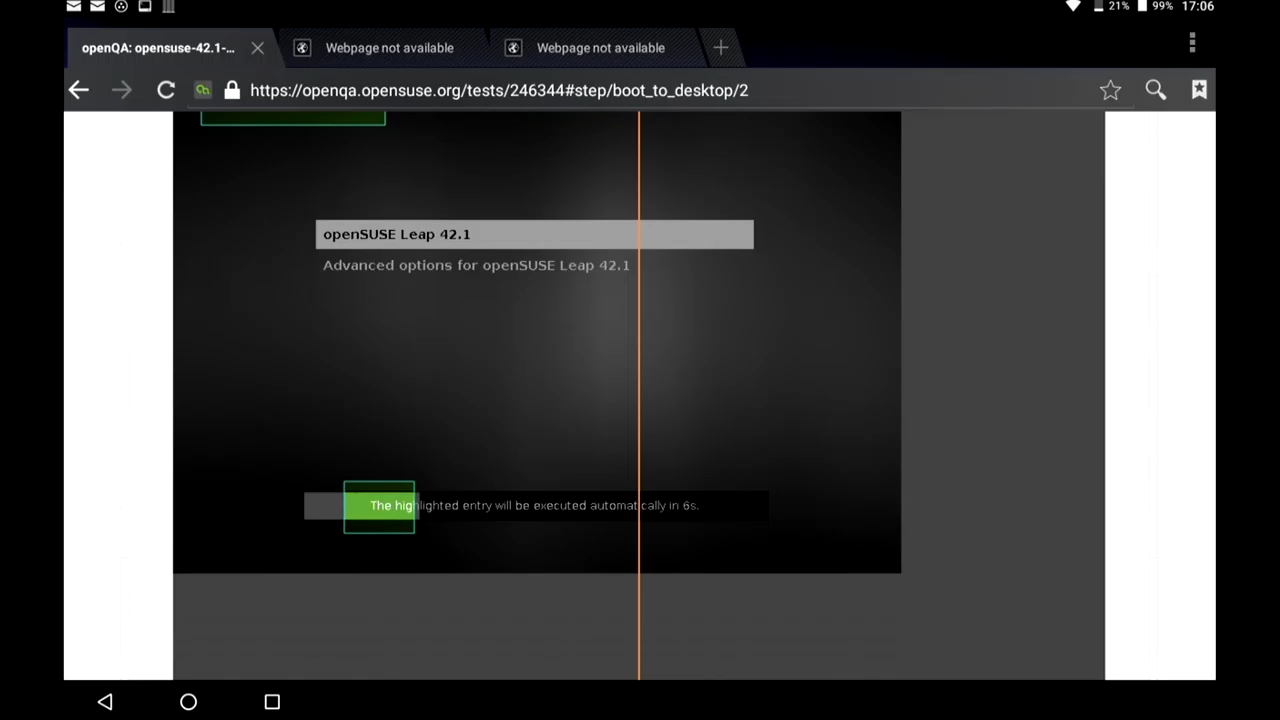 21% 99% 17:06
openQA: opensuse-42.1-... Webpage not available Webpage not available
https://openqa.opensuse.org/tests/246344#step/boot_to_desktop/2
openSUSE Leap 42.1
Advanced options for openSUSE Leap 42.1
The highlighted entry will be executed automatically in 6s.